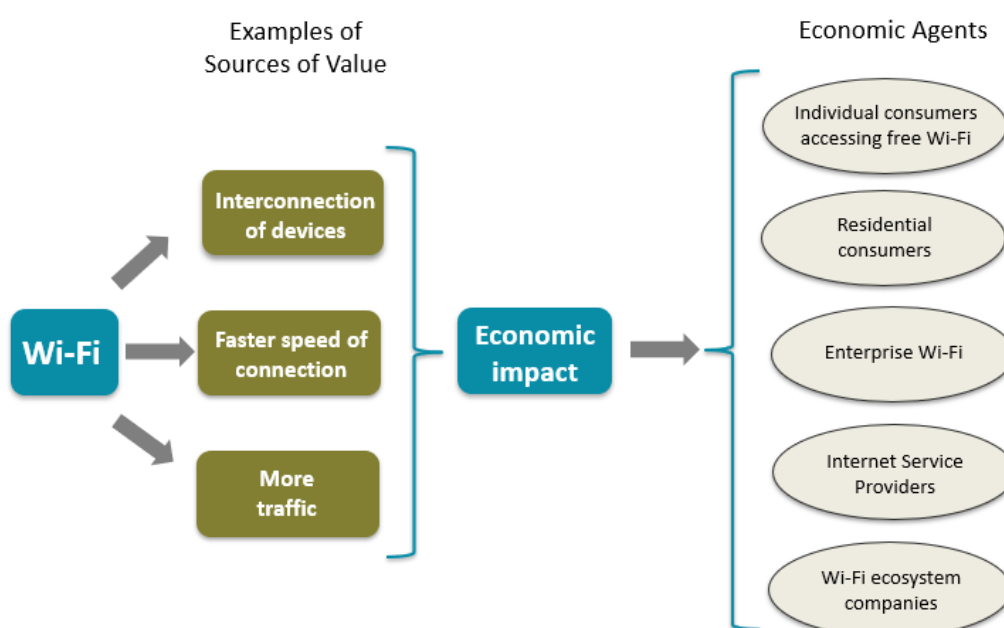 Examples of
Sources of Value
Economic Agents
Wi-Fi
Interconnection
of devices
Faster speed of
connection
More
traffic
Economic
impact
Individual consumers
accessing free Wi-Fi
Residential
consumers
Enterprise Wi-Fi
Internet Service
Providers
Wi-Fi ecosystem
companies